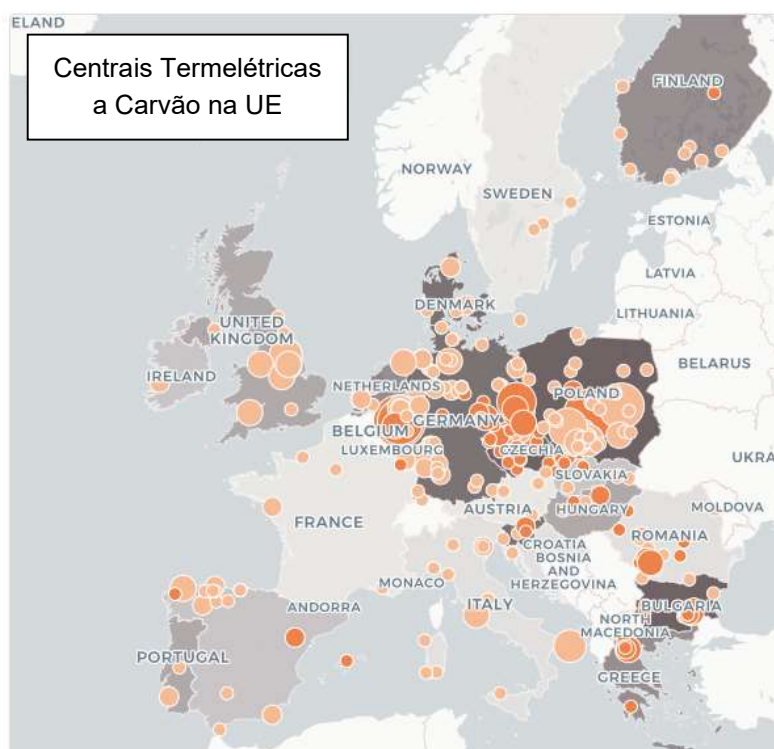 ELAND
Centrais Termelétricas
a Carvão na UE
FINLAND
NORWAY
SWEDEN
ESTONIA
LATVIA
DENMARK
LITHUANIA
UNITED
KINGDOM
BELARUS
IRELAND
NETHERLANDS
POLAND
GERMANY
BELGIUM
LUXEMBOURG
CZECHIA
UKRA
SLOVAKIA
AUSTRIA
HUNGARY
MOLDOVA
FRANCE
ROMANIA
CROATIA
BOSNIA
AND
HERZEGOVINA
MONACO
ANDORRA
ITALY
BULGARIA
NORTH
MACEDONIA
PORTUGAL
GREECE